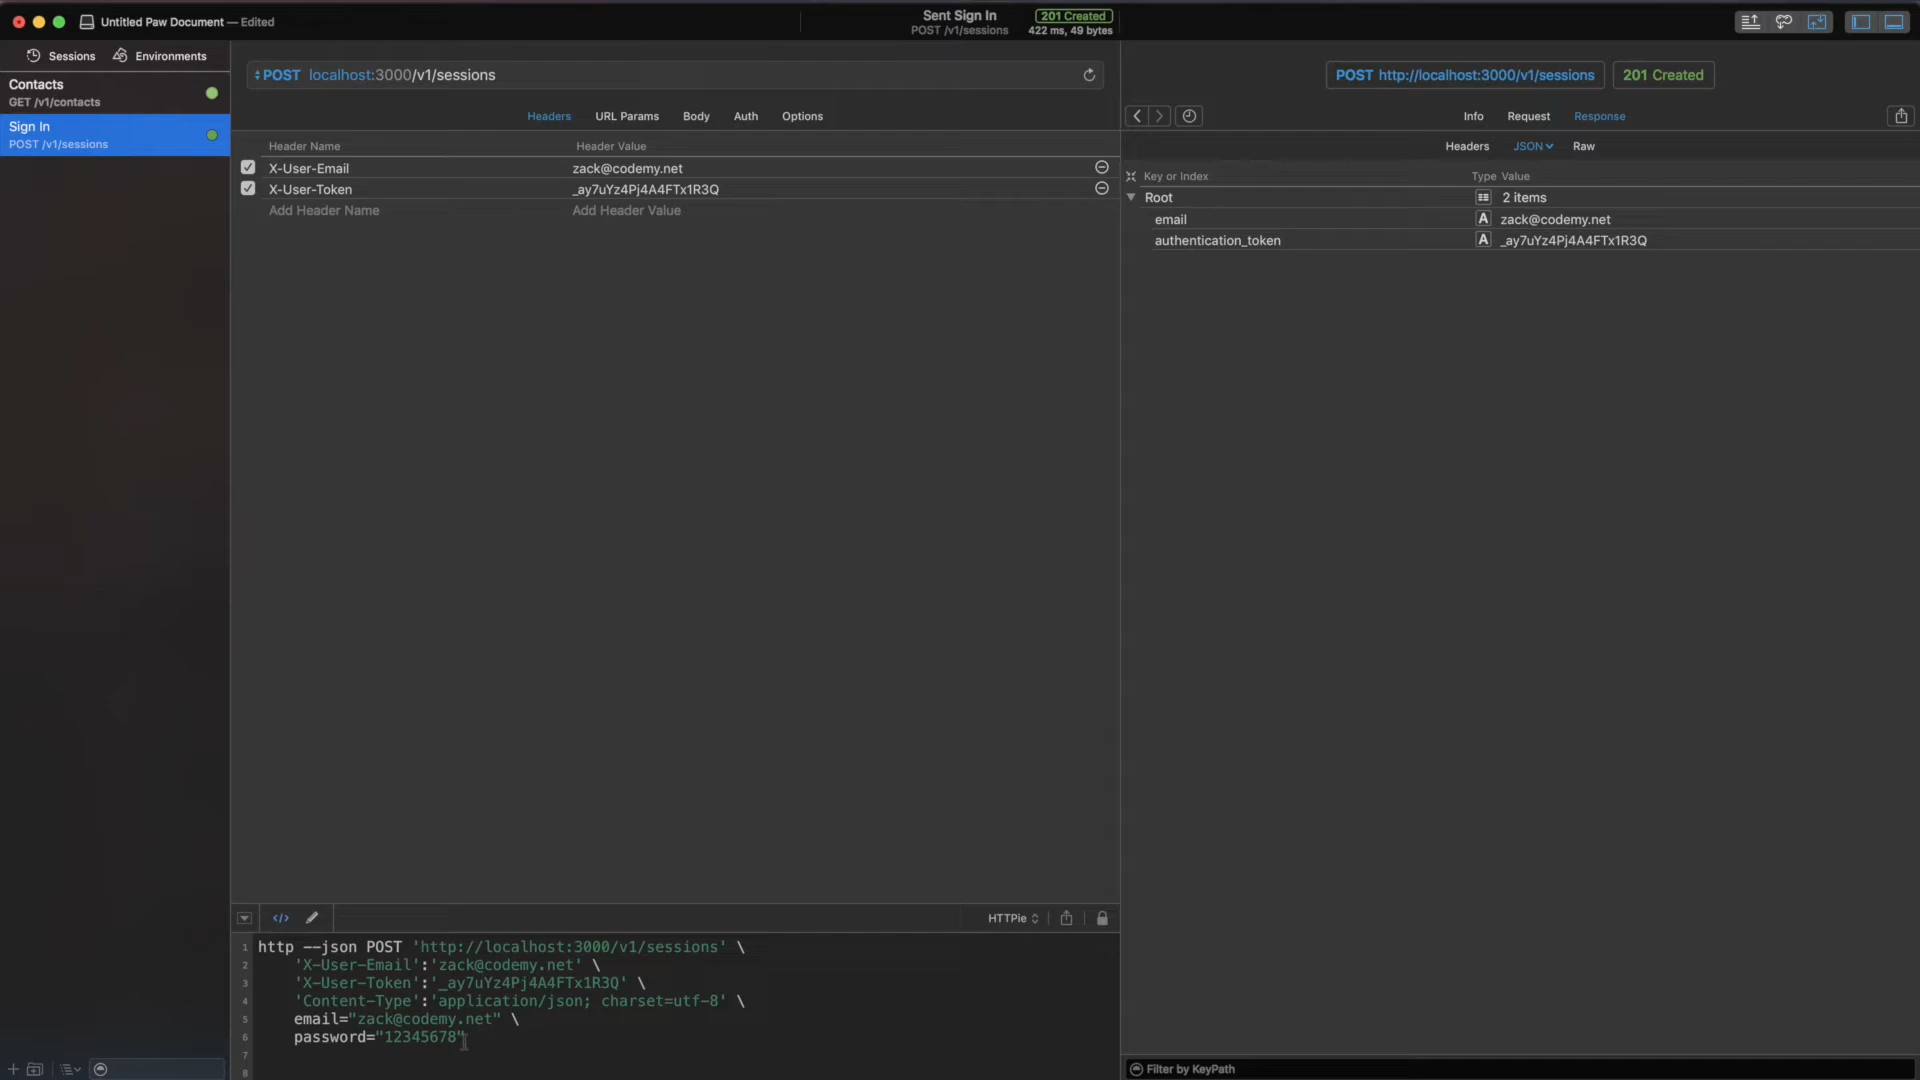 Untitled Paw Document — Edited
Sent Sign In
POST /v1/sessions
201 Created
422 ms, 49 bytes
Sessions
Environments
Contacts
GET /v1/contacts
Sign In
POST /v1/sessions
POST localhost:3000/v1/sessions
Headers URL Params Body Auth Options
Header Name Header Value
X-User-Email zack@codemy.net
X-User-Token _ay7uYz4Pj4A4FTx1R3Q
Add Header Name Add Header Value
POST http://localhost:3000/v1/sessions 201 Created
Info Request Response
Headers JSON Raw
Key or Index Type Value
Root 2 items
email A zack@codemy.net
authentication_token A _ay7uYz4Pj4A4FTx1R3Q
</> HTTPie
1 http --json POST 'http://localhost:3000/v1/sessions' \
2 'X-User-Email':'zack@codemy.net' \
3 'X-User-Token':'_ay7uYz4Pj4A4FTx1R3Q' \
4 'Content-Type':'application/json; charset=utf-8' \
5 email="zack@codemy.net" \
6 password="12345678"
7
8
Filter by KeyPath